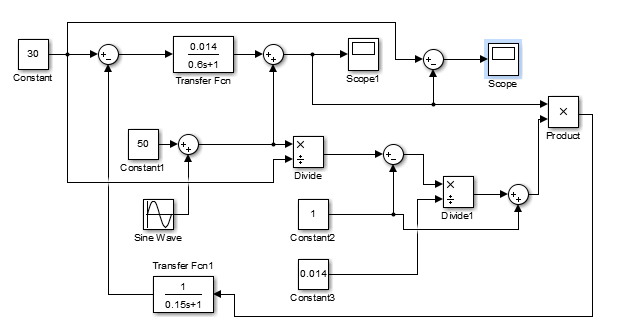 30
Constant
0.014
0.6s+1
Transfer Fcn
Scope1
Scope
×
Product
50
Constant1
×
÷
Divide
Sine Wave
1
Constant2
×
÷
Divide1
0.014
Constant3
Transfer Fcn1
1
0.15s+1